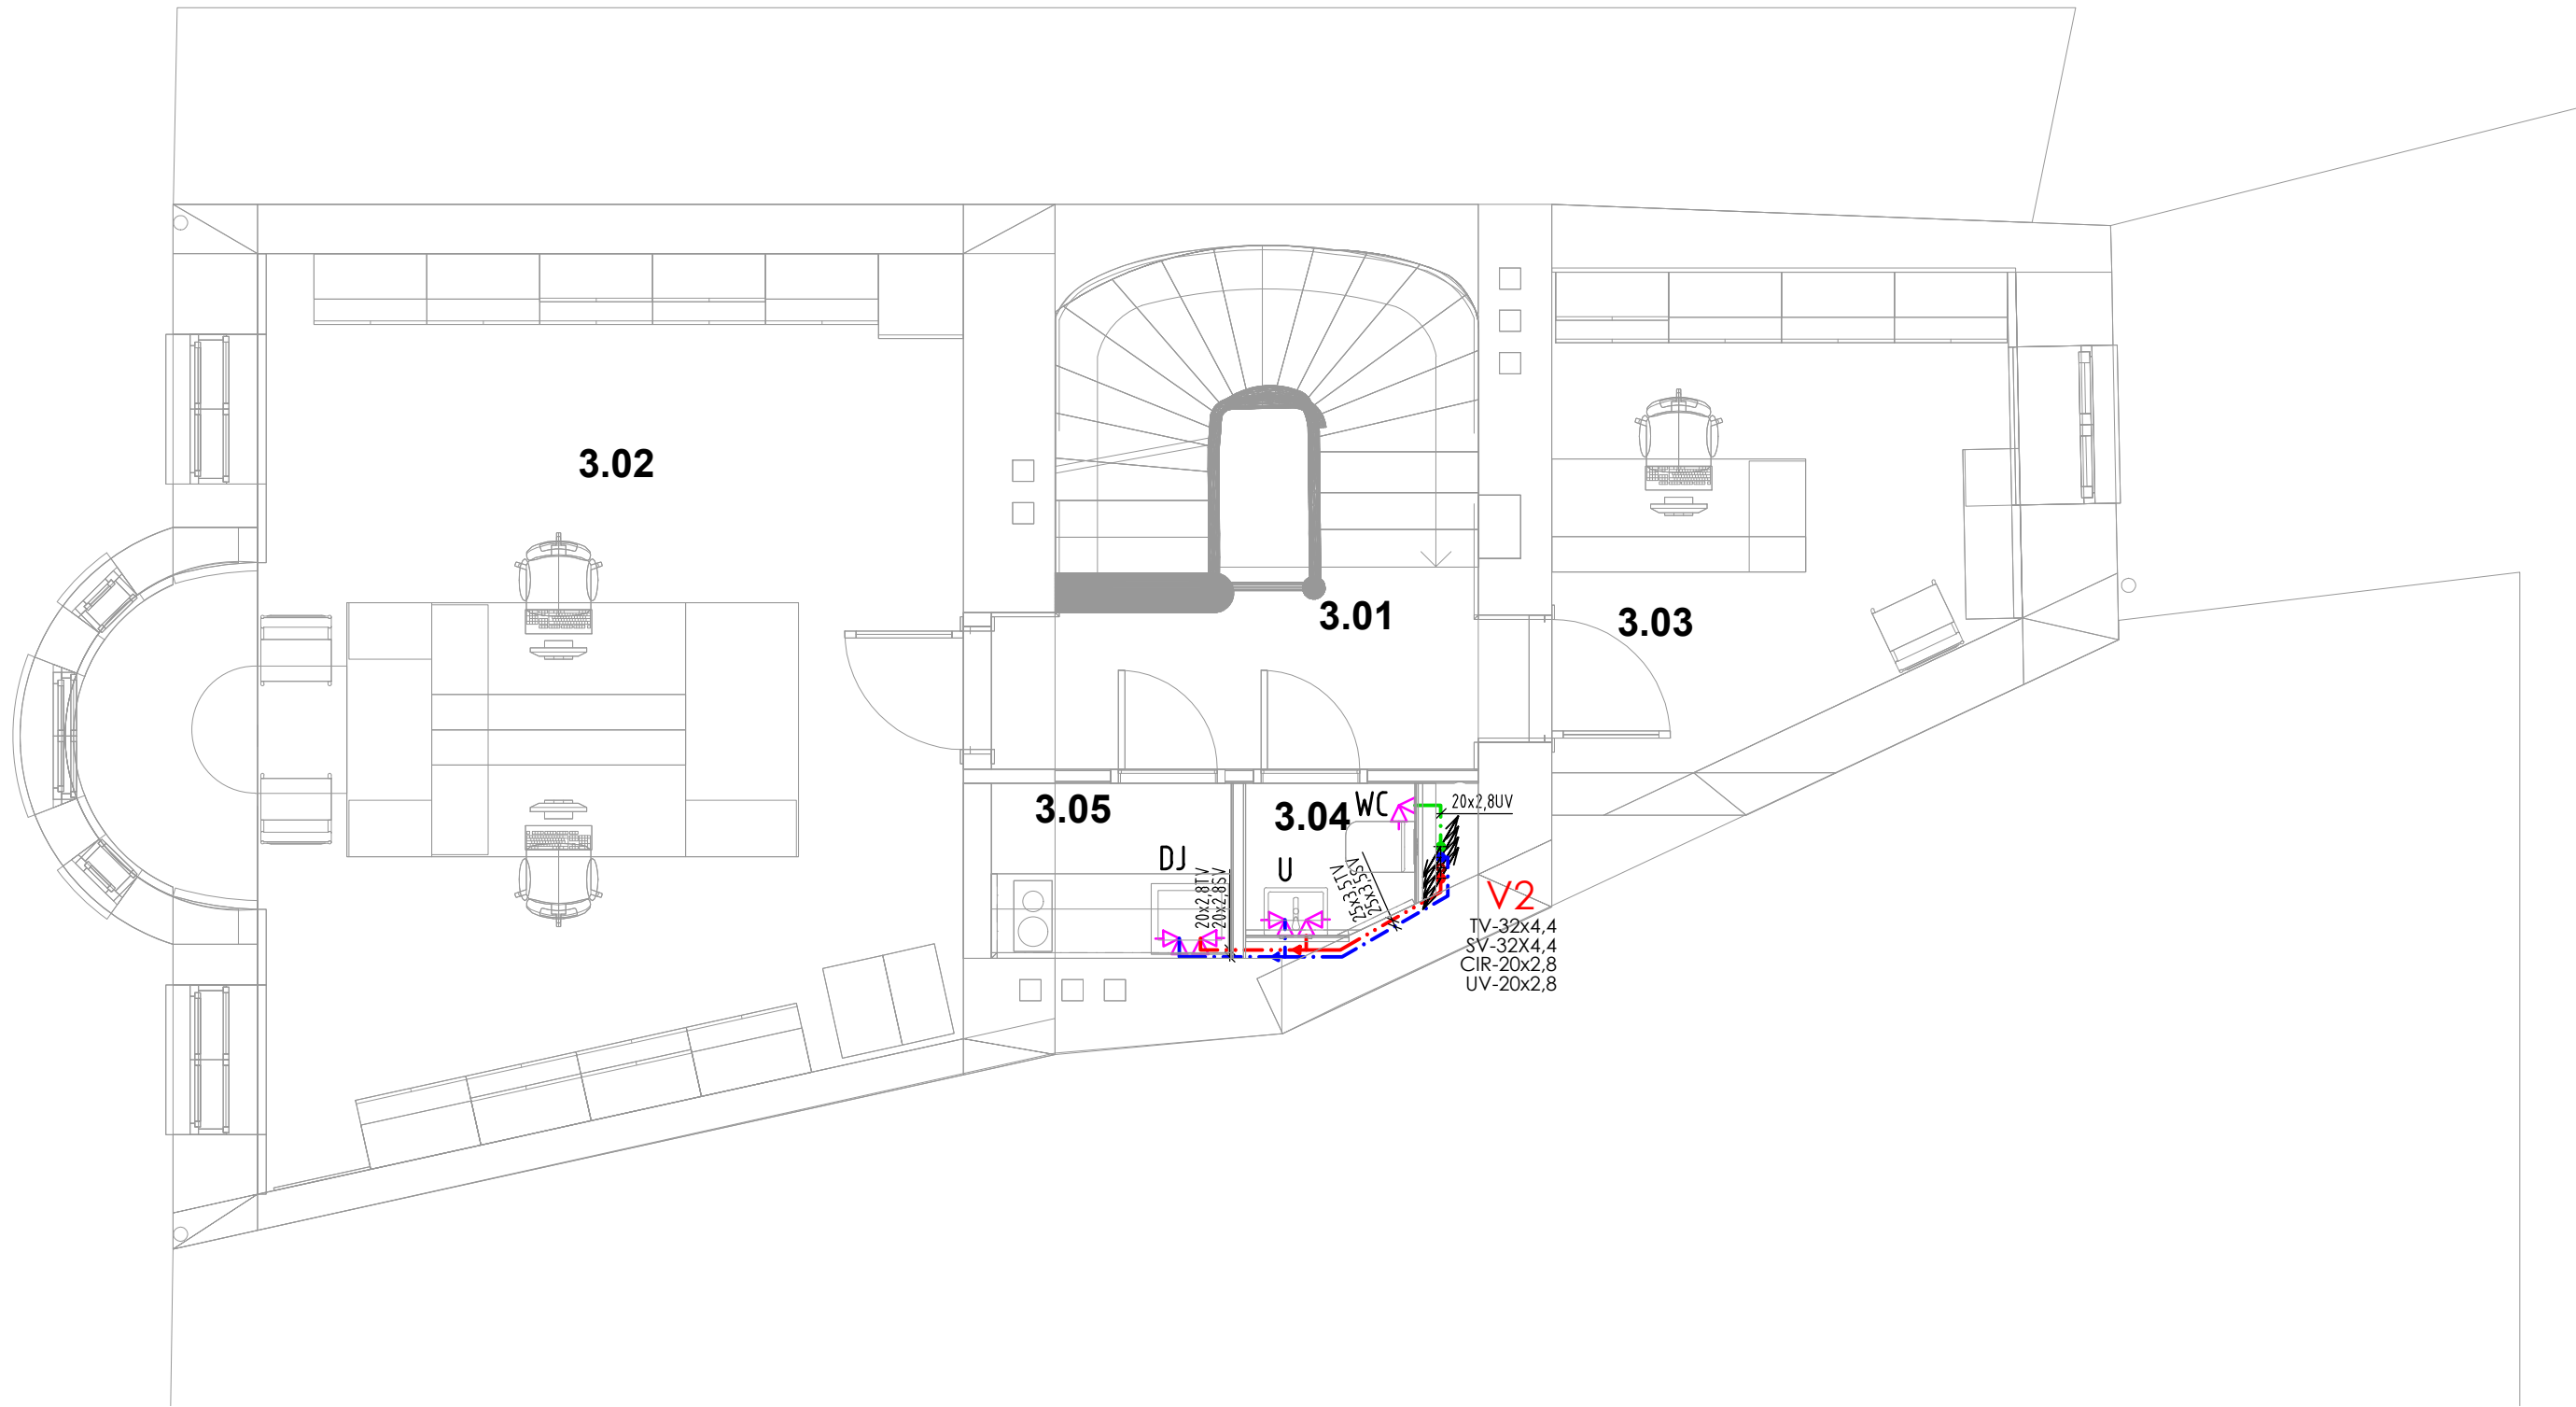 3.02
3.01
3.03
3.05
3.04
WC
20x2,8UV
DJ
U
20x2,8TV
20x2,8SV
25x3,5TV
25x3,5SV
V2
TV-32x4,4
SV-32X4,4
CIR-20x2,8
UV-20x2,8